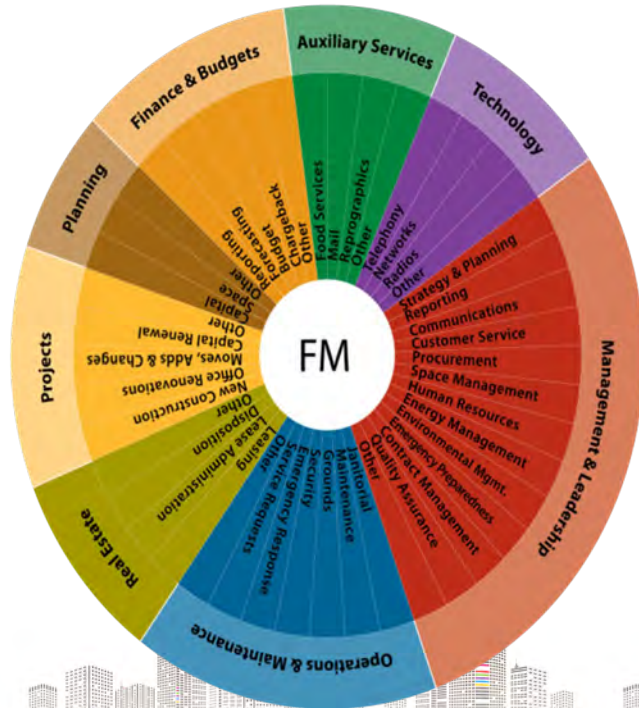 FM
Auxiliary Services
Food Services
Mail
Reprographics
Other
Technology
Telephony
Networks
Radios
Other
Management & Leadership
Strategy & Planning
Reporting
Communications
Customer Service
Procurement
Space Management
Human Resources
Energy Management
Environmental Mgmt.
Emergency Preparedness
Contract Management
Quality Assurance
Other
Operations & Maintenance
Janitorial
Maintenance
Grounds
Security
Emergency Response
Service Requests
Other
Real Estate
Leasing
Lease Administration
Disposition
Other
Projects
New Construction
Office Renovations
Moves, Adds & Changes
Capital Renewal
Other
Planning
Capital
Space
Other
Finance & Budgets
Reporting
Forecasting
Budget
Chargeback
Other